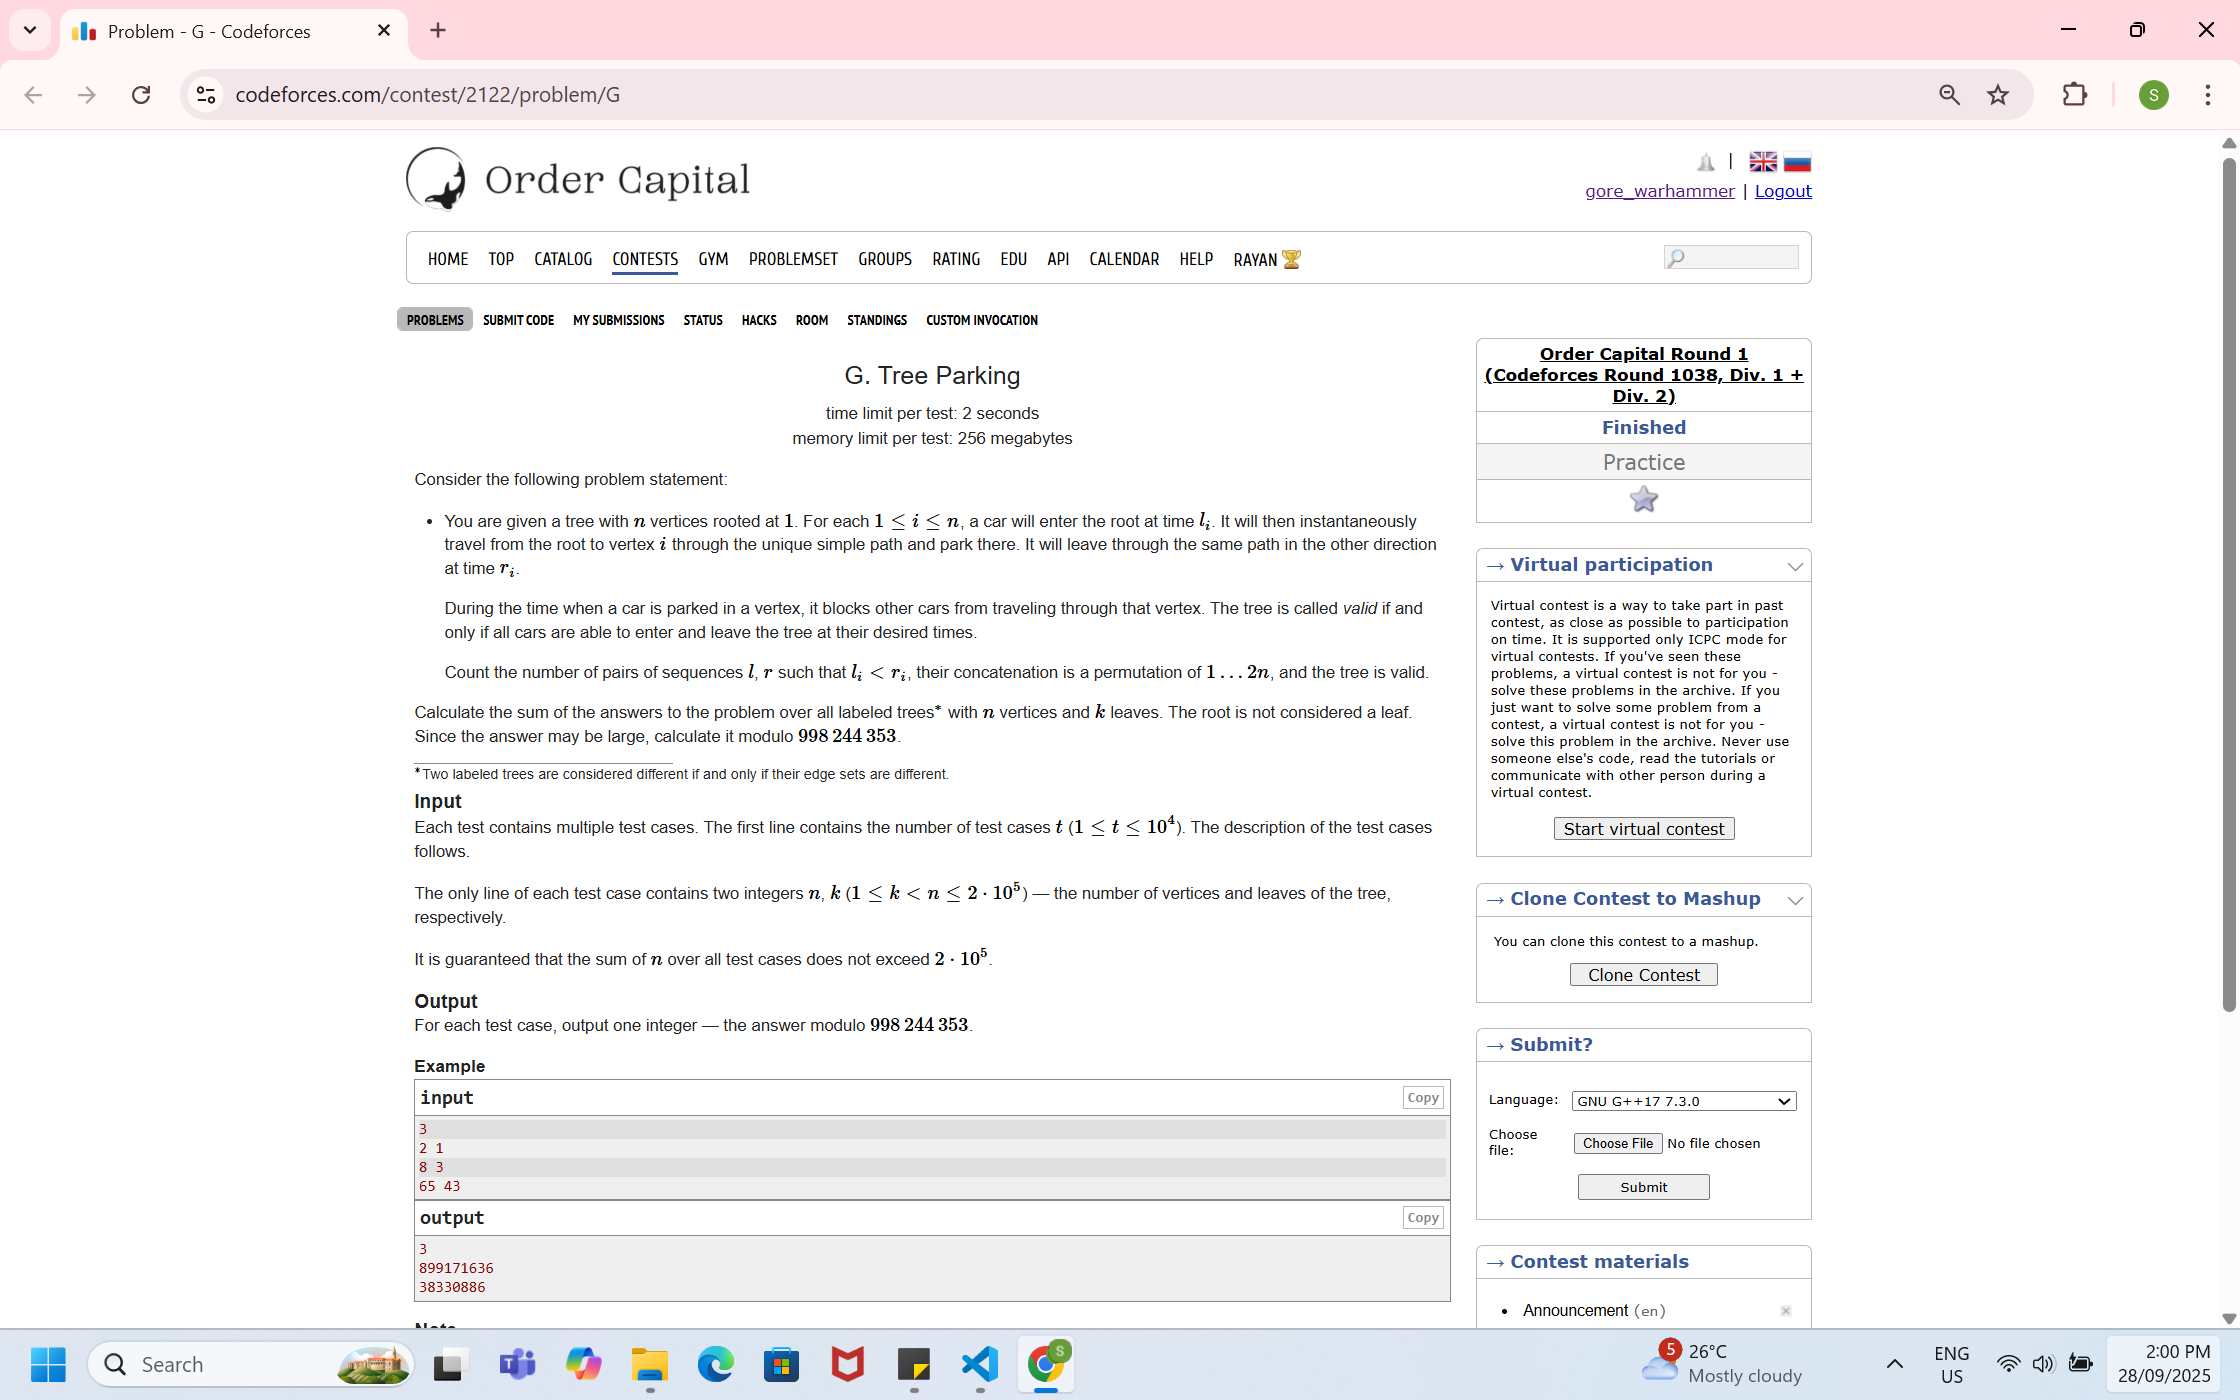 Problem - G - Codeforces
codeforces.com/contest/2122/problem/G
S
Order Capital
|
gore_warhammer | Logout
HOME TOP CATALOG CONTESTS GYM PROBLEMSET GROUPS RATING EDU API CALENDAR HELP RAYAN
PROBLEMS SUBMIT CODE MY SUBMISSIONS STATUS HACKS ROOM STANDINGS CUSTOM INVOCATION
G. Tree Parking
time limit per test: 2 seconds
memory limit per test: 256 megabytes
Consider the following problem statement:
• You are given a tree with n vertices rooted at 1. For each 1 ≤ i ≤ n, a car will enter the root at time l_i. It will then instantaneously
travel from the root to vertex i through the unique simple path and park there. It will leave through the same path in the other direction
at time r_i.
During the time when a car is parked in a vertex, it blocks other cars from traveling through that vertex. The tree is called valid if and
only if all cars are able to enter and leave the tree at their desired times.
Count the number of pairs of sequences l, r such that l_i < r_i, their concatenation is a permutation of 1 … 2n, and the tree is valid.
Calculate the sum of the answers to the problem over all labeled trees* with n vertices and k leaves. The root is not considered a leaf.
Since the answer may be large, calculate it modulo 998 244 353.
*Two labeled trees are considered different if and only if their edge sets are different.
Input
Each test contains multiple test cases. The first line contains the number of test cases t (1 ≤ t ≤ 10^4). The description of the test cases
follows.
The only line of each test case contains two integers n, k (1 ≤ k < n ≤ 2 · 10^5) — the number of vertices and leaves of the tree,
respectively.
It is guaranteed that the sum of n over all test cases does not exceed 2 · 10^5.
Output
For each test case, output one integer — the answer modulo 998 244 353.
Example
input
Copy
3
2 1
8 3
65 43
output
Copy
3
899171636
38330886
Order Capital Round 1
(Codeforces Round 1038, Div. 1 +
Div. 2)
Finished
Practice
→ Virtual participation
Virtual contest is a way to take part in past
contest, as close as possible to participation
on time. It is supported only ICPC mode for
virtual contests. If you've seen these
problems, a virtual contest is not for you -
solve these problems in the archive. If you
just want to solve some problem from a
contest, a virtual contest is not for you -
solve this problem in the archive. Never use
someone else's code, read the tutorials or
communicate with other person during a
virtual contest.
Start virtual contest
→ Clone Contest to Mashup
You can clone this contest to a mashup.
Clone Contest
→ Submit?
Language: GNU G++17 7.3.0
Choose
file:
Choose File No file chosen
Submit
→ Contest materials
• Announcement (en)
Search
S
5
26°C
Mostly cloudy
ENG
US
2:00 PM
28/09/2025